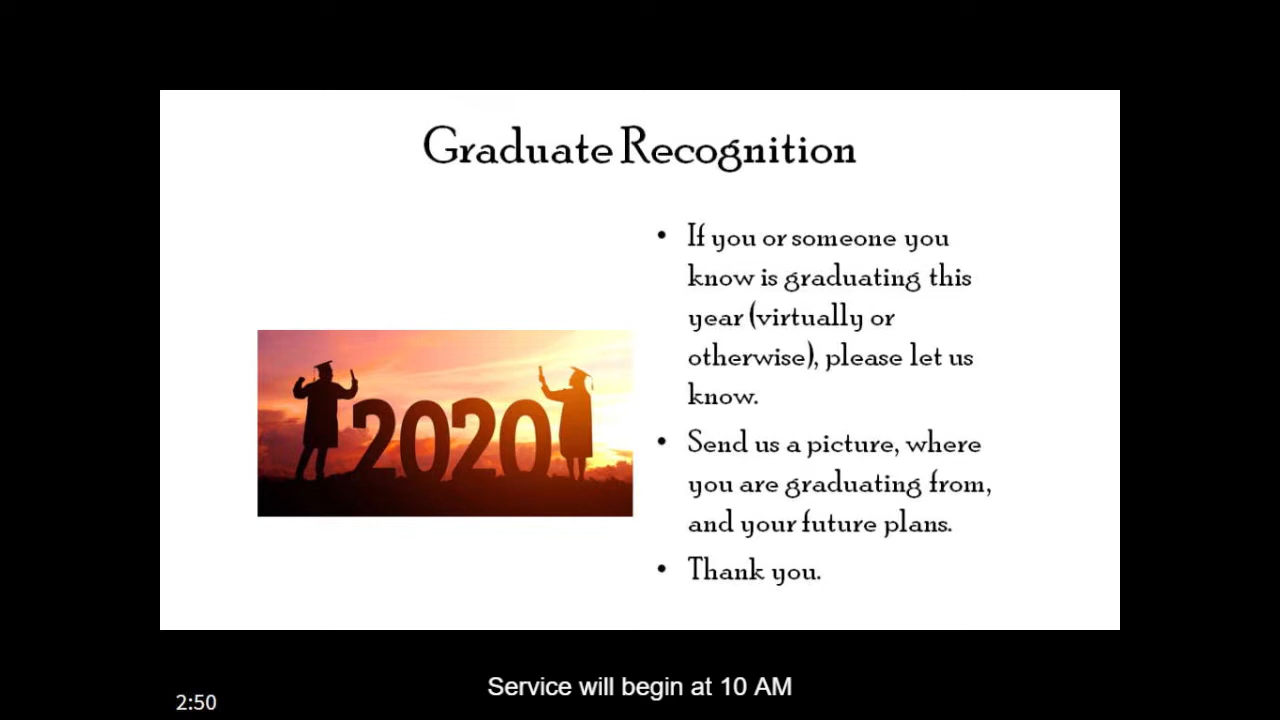 Graduate Recognition
2020
• If you or someone you
know is graduating this
year (virtually or
otherwise), please let us
know.
• Send us a picture, where
you are graduating from,
and your future plans.
• Thank you.
Service will begin at 10 AM
2:50